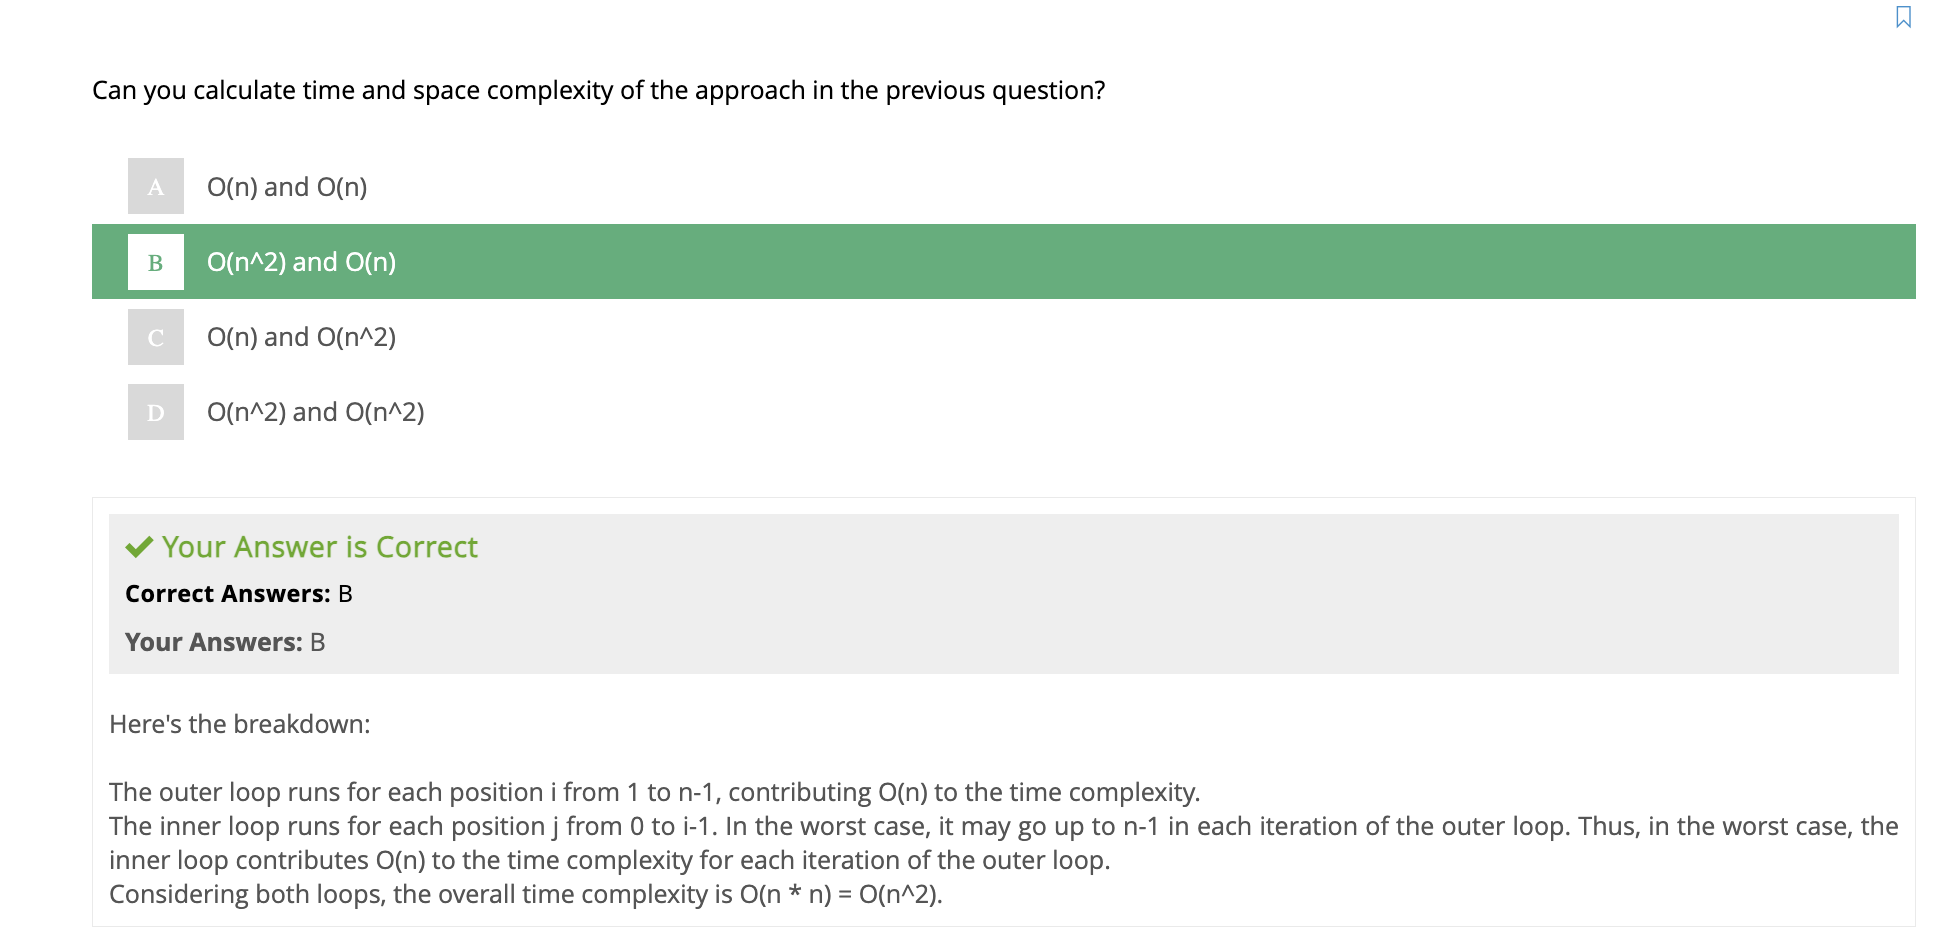 Can you calculate time and space complexity of the approach in the previous question?
A O(n) and O(n)
B O(n^2) and O(n)
C O(n) and O(n^2)
D O(n^2) and O(n^2)
Your Answer is Correct
Correct Answers: B
Your Answers: B
Here's the breakdown:
The outer loop runs for each position i from 1 to n-1, contributing O(n) to the time complexity.
The inner loop runs for each position j from 0 to i-1. In the worst case, it may go up to n-1 in each iteration of the outer loop. Thus, in the worst case, the
inner loop contributes O(n) to the time complexity for each iteration of the outer loop.
Considering both loops, the overall time complexity is O(n * n) = O(n^2).